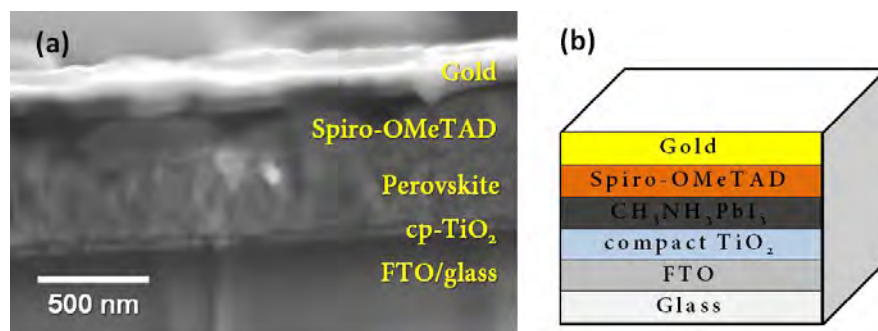 (a)
Gold
Spiro-OMeTAD
Perovskite
cp-TiO₂
FTO/glass
500 nm
(b)
Gold
Spiro-OMeTAD
CH₃NH₃PbI₃
compact TiO₂
FTO
Glass